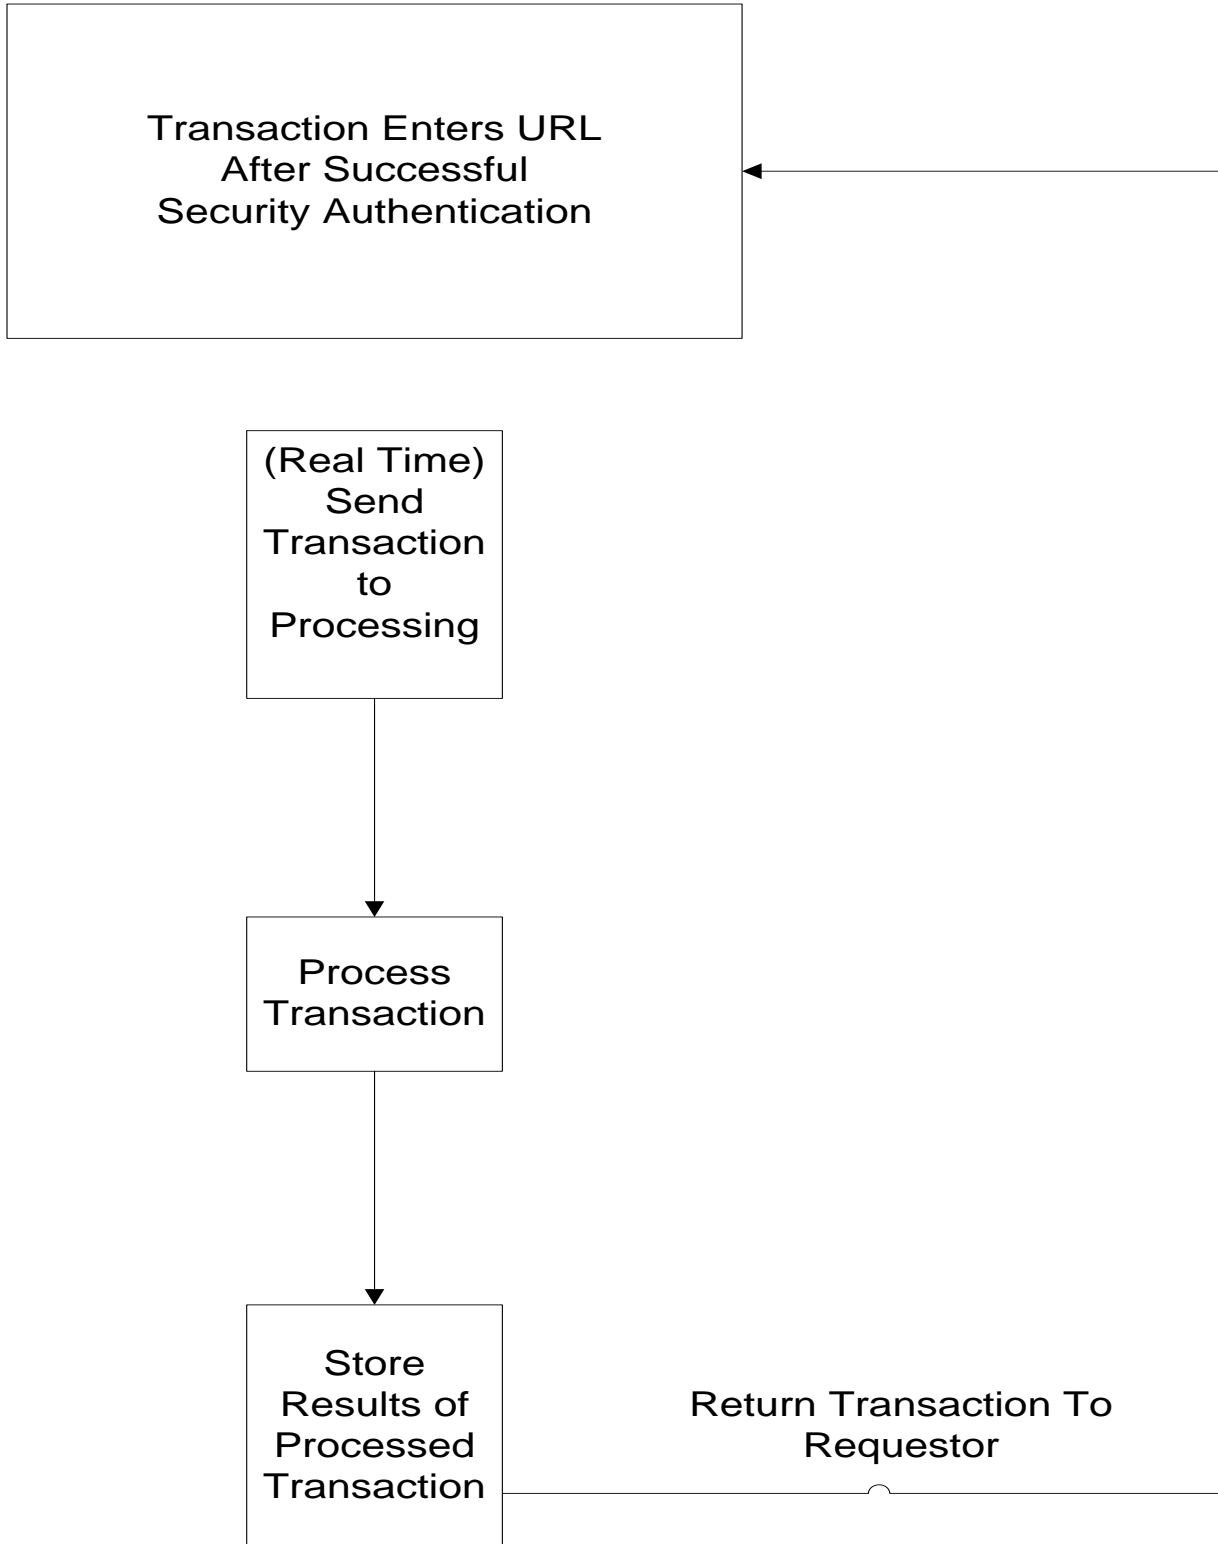 Transaction Enters URL
After Successful
Security Authentication
(Real Time)
Send
Transaction
to
Processing
Process
Transaction
Store
Results of
Processed
Transaction
Return Transaction To
Requestor